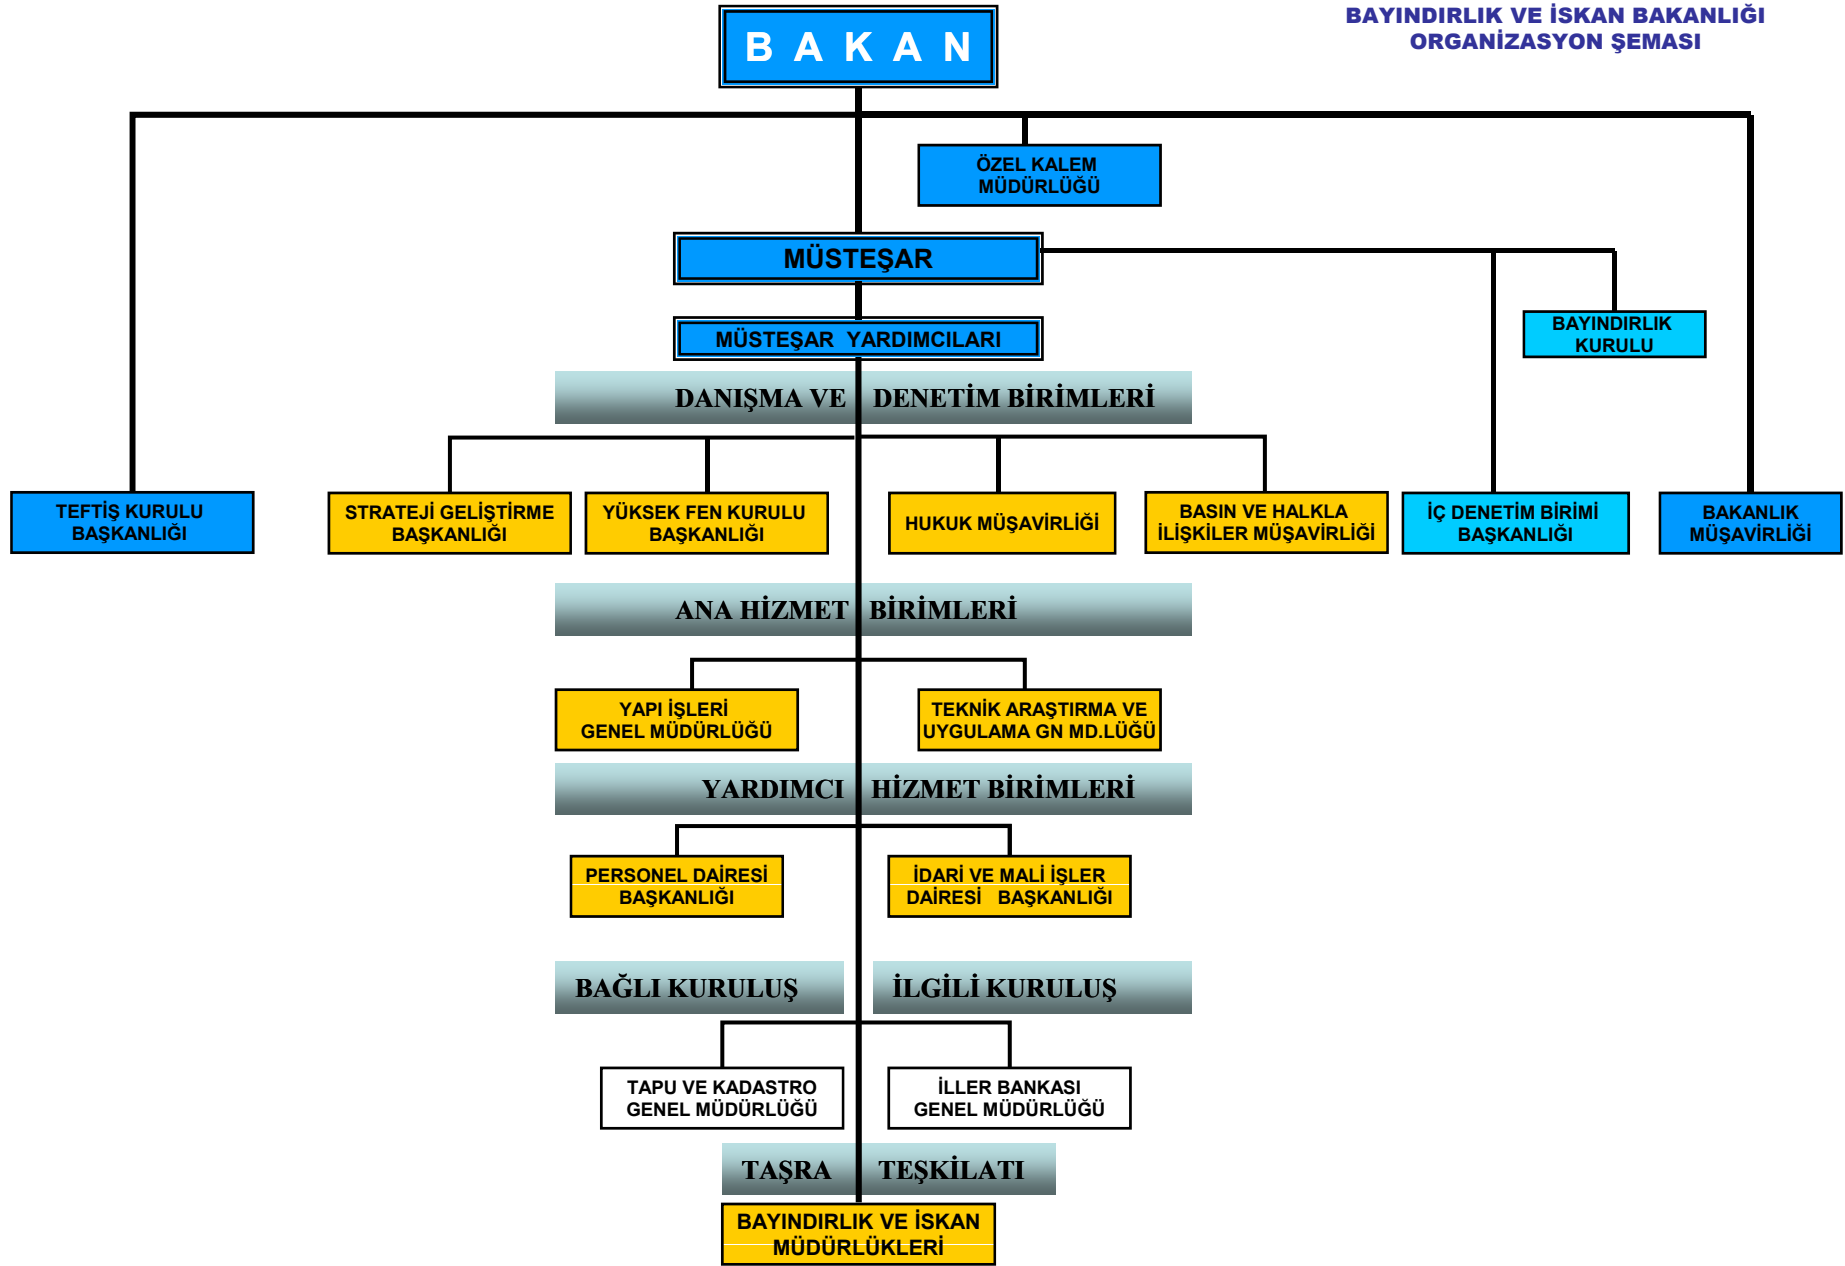 BAYINDIRLIK VE İSKAN BAKANLIĞI
ORGANİZASYON ŞEMASI
B A K A N
ÖZEL KALEM
MÜDÜRLÜĞÜ
MÜSTEŞAR
MÜSTEŞAR YARDIMCILARI
BAYINDIRLIK
KURULU
DANIŞMA VE DENETİM BİRİMLERİ
TEFTİŞ KURULU
BAŞKANLIĞI
STRATEJİ GELİŞTİRME
BAŞKANLIĞI
YÜKSEK FEN KURULU
BAŞKANLIĞI
HUKUK MÜŞAVİRLİĞİ
BASIN VE HALKLA
İLİŞKİLER MÜŞAVİRLİĞİ
İÇ DENETİM BİRİMİ
BAŞKANLIĞI
BAKANLIK
MÜŞAVİRLİĞİ
ANA HİZMET BİRİMLERİ
YAPI İŞLERİ
GENEL MÜDÜRLÜĞÜ
TEKNİK ARAŞTIRMA VE
UYGULAMA GN MD.LÜĞÜ
YARDIMCI HİZMET BİRİMLERİ
PERSONEL DAİRESİ
BAŞKANLIĞI
İDARİ VE MALİ İŞLER
DAİRESİ BAŞKANLIĞI
BAĞLI KURULUŞ
İLGİLİ KURULUŞ
TAPU VE KADASTRO
GENEL MÜDÜRLÜĞÜ
İLLER BANKASI
GENEL MÜDÜRLÜĞÜ
TAŞRA TEŞKİLATI
BAYINDIRLIK VE İSKAN
MÜDÜRLÜKLERİ